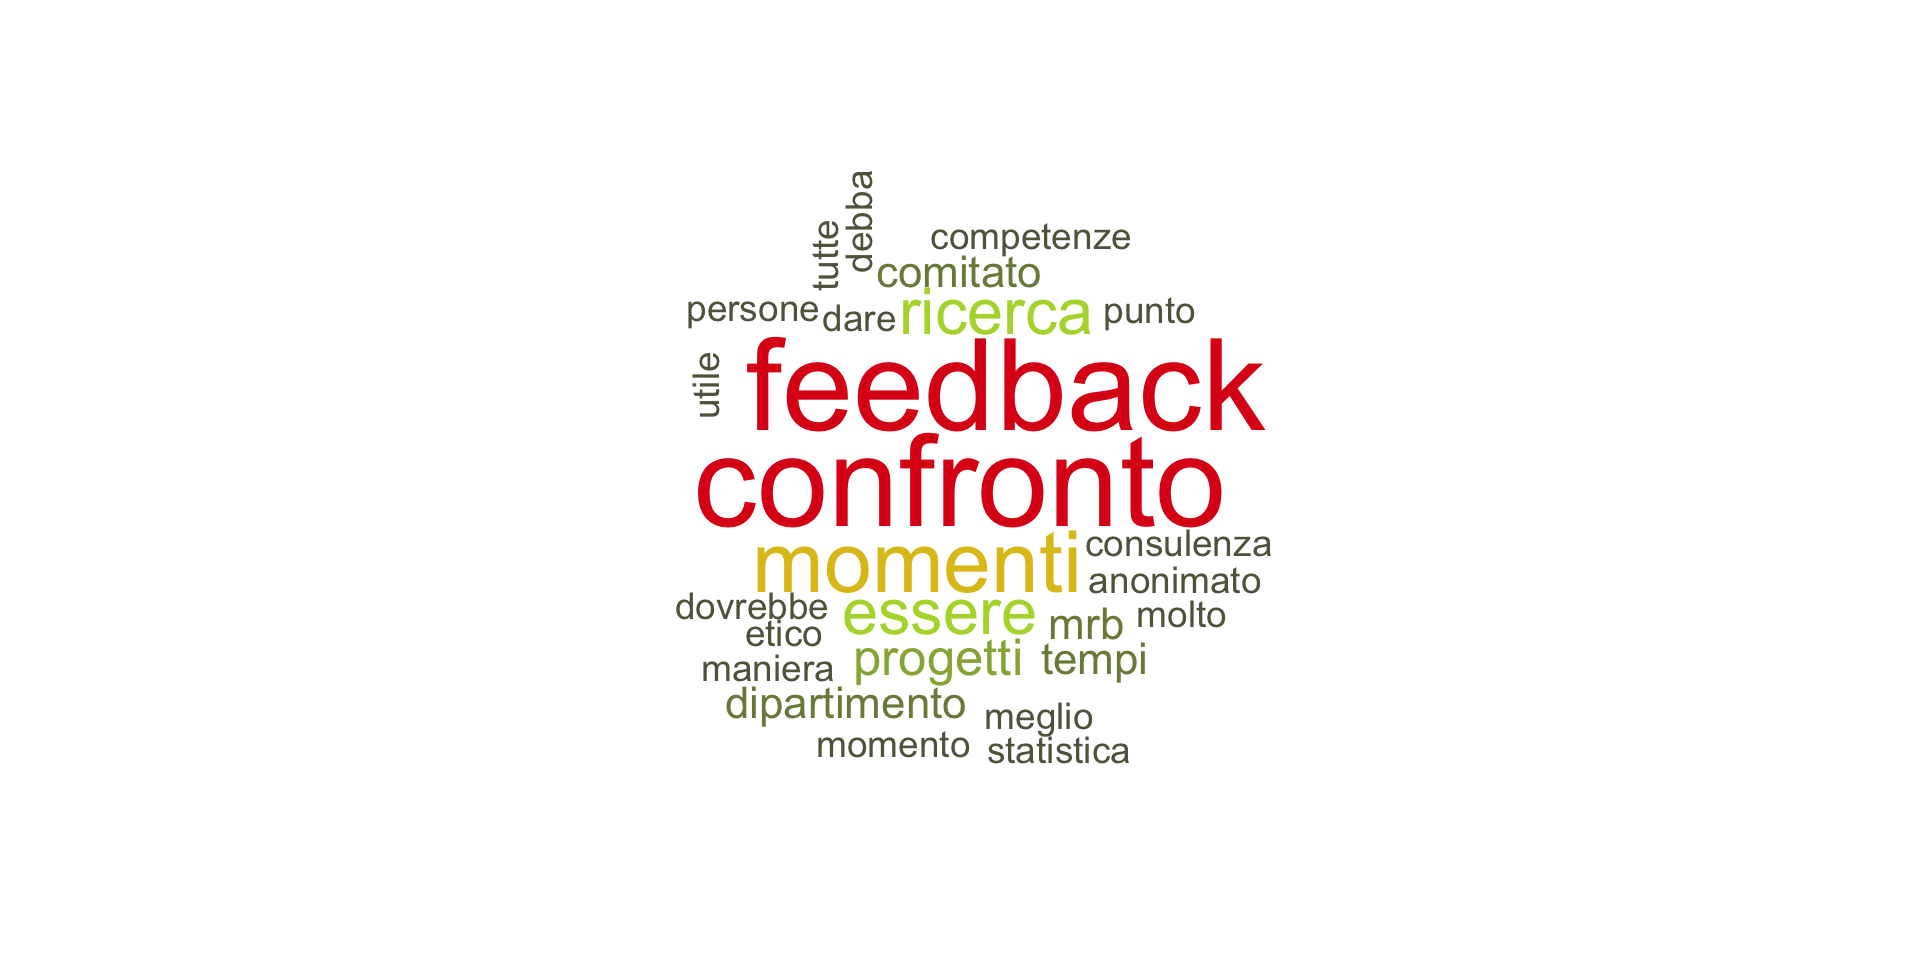 debba
tutte
competenze
comitato
persone dare ricerca punto
utile
feedback
confronto
momenti consulenza
anonimato
dovrebbe essere mrb molto
etico
maniera progetti tempi
dipartimento meglio
momento statistica